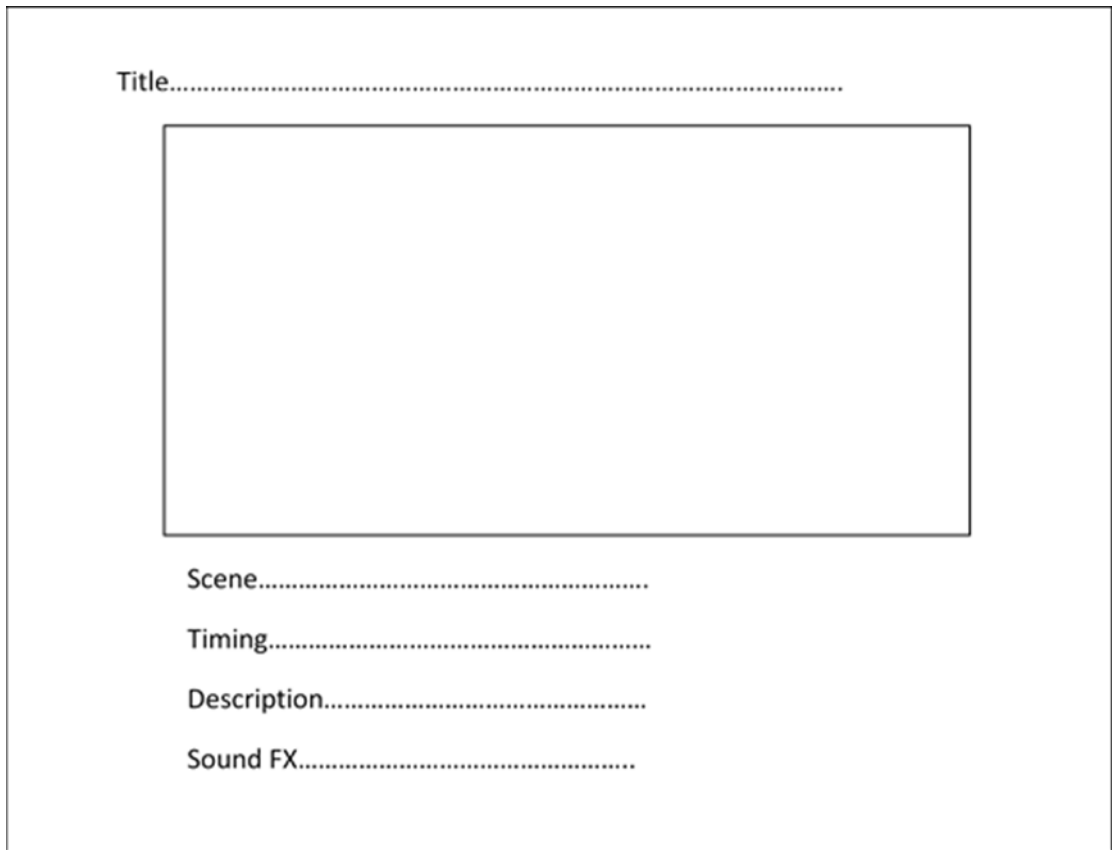 Title……………………………………………………………………………………….
Scene………………………………………………….
Timing…………………………………………………
Description…………………………………………
Sound FX…………………………………………..